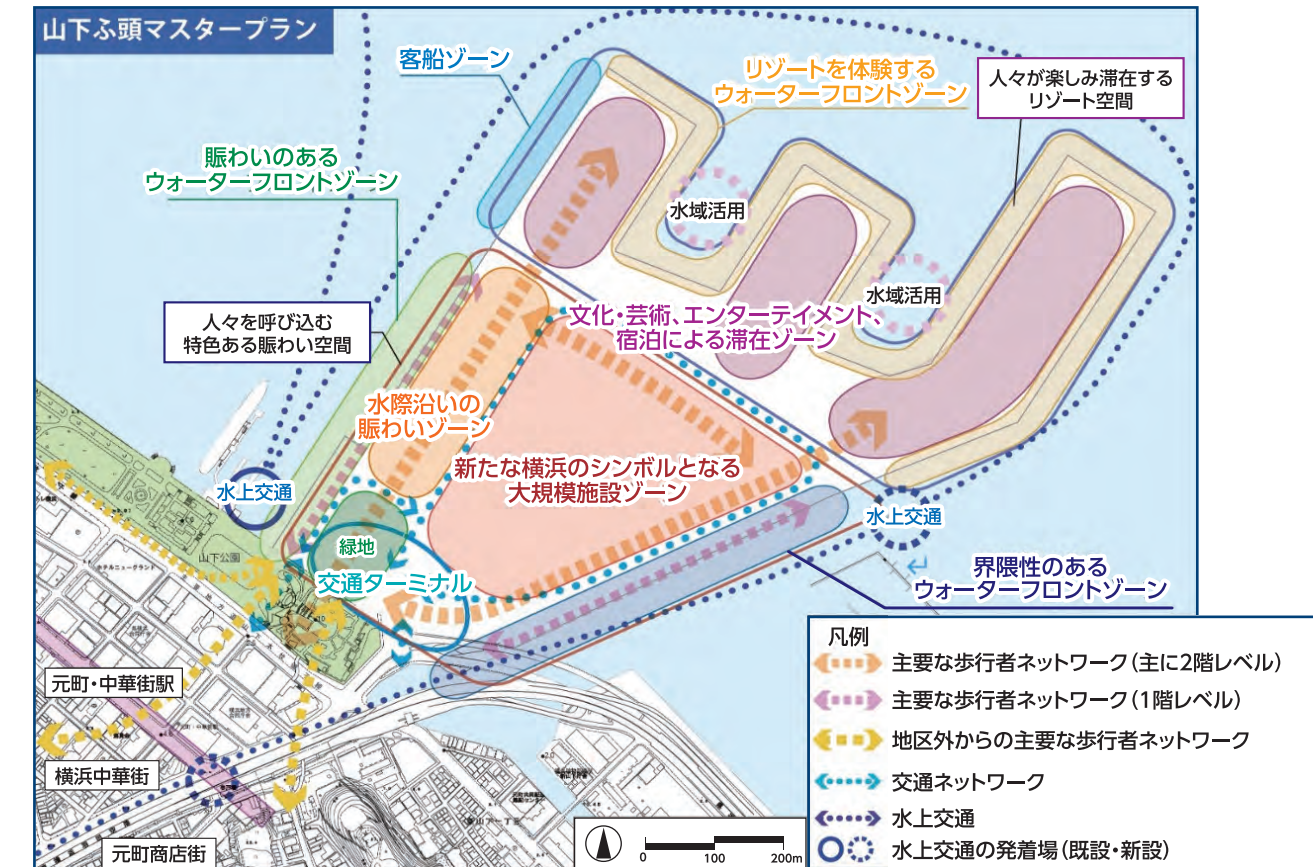 山下ふ頭マスタープラン
客船ゾーン
リゾートを体験する
ウォーターフロントゾーン
人々が楽しみ滞在する
リゾート空間
賑わいのある
ウォーターフロントゾーン
水域活用
水域活用
人々を呼び込む
特色ある賑わい空間
文化・芸術、エンターテイメント、
宿泊による滞在ゾーン
水際沿いの
賑わいゾーン
新たな横浜のシンボルとなる
大規模施設ゾーン
水上交通
水上交通
緑地
交通ターミナル
山下公園
ホテルニューグランド
界隈性のある
ウォーターフロントゾーン
元町・中華街駅
横浜中華街
元町商店街
凡例
主要な歩行者ネットワーク（主に2階レベル）
主要な歩行者ネットワーク（1階レベル）
地区外からの主要な歩行者ネットワーク
交通ネットワーク
水上交通
水上交通の発着場（既設・新設）
0 100 200m